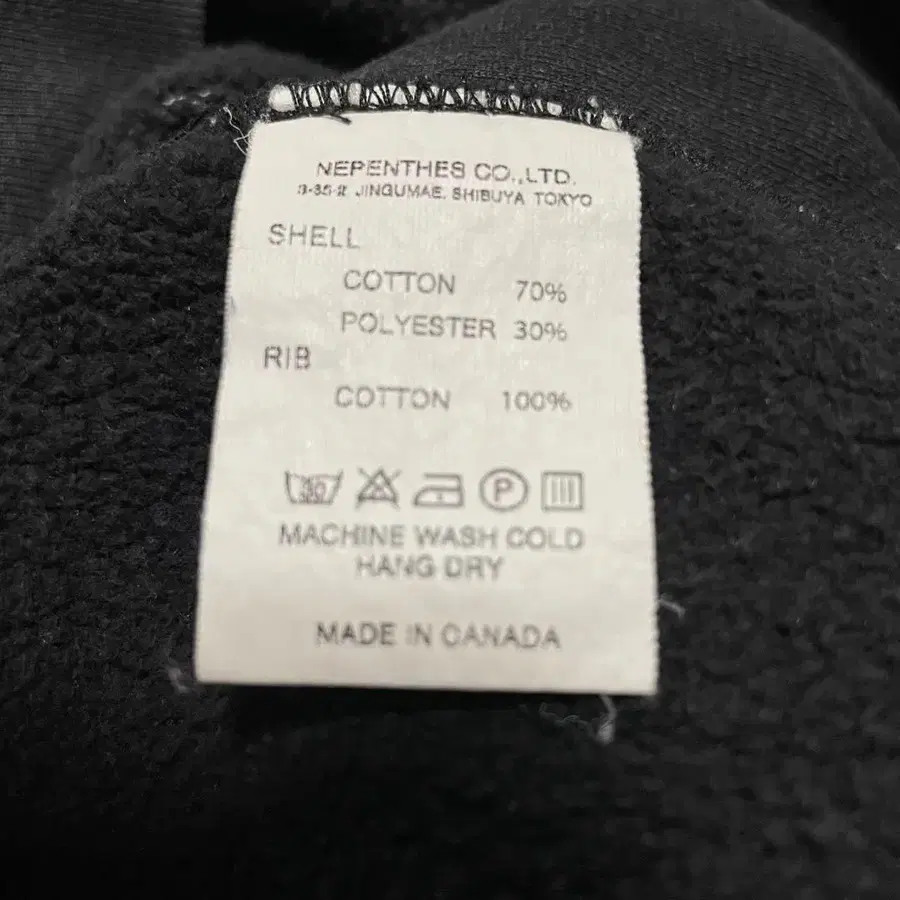 NEPENTHES CO.,LTD.
3-35-2 JINGUMAE, SHIBUYA TOKYO
SHELL
COTTON 70%
POLYESTER 30%
RIB
COTTON 100%
30 P
MACHINE WASH COLD
HANG DRY
MADE IN CANADA